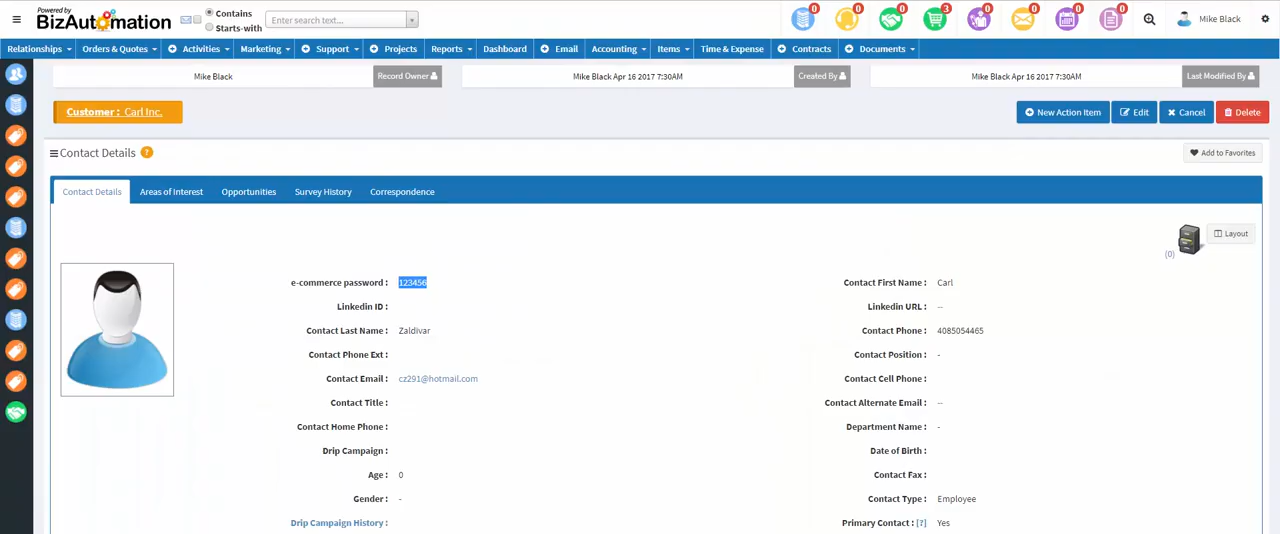 Powered by
BizAutomation
Contains
Starts-with
Enter search text...
0 0 0 3 0 0 0 0
Mike Black
Relationships Orders & Quotes Activities Marketing Support Projects Reports Dashboard Email Accounting Items Time & Expense Contracts Documents
Mike Black Record Owner Mike Black Apr 16 2017 7:30AM Created By Mike Black Apr 16 2017 7:30AM Last Modified By
Customer : Carl Inc. New Action Item Edit Cancel Delete
Contact Details ? Add to Favorites
Contact Details Areas of Interest Opportunities Survey History Correspondence
Layout
(0)
e-commerce password : 123456 Contact First Name : Carl
Linkedin ID : Linkedin URL : --
Contact Last Name : Zaldivar Contact Phone : 4085054465
Contact Phone Ext : Contact Position : -
Contact Email : cz291@hotmail.com Contact Cell Phone :
Contact Title : Contact Alternate Email : --
Contact Home Phone : Department Name : -
Drip Campaign : Date of Birth :
Age : 0 Contact Fax :
Gender : - Contact Type : Employee
Drip Campaign History : Primary Contact : [?] Yes